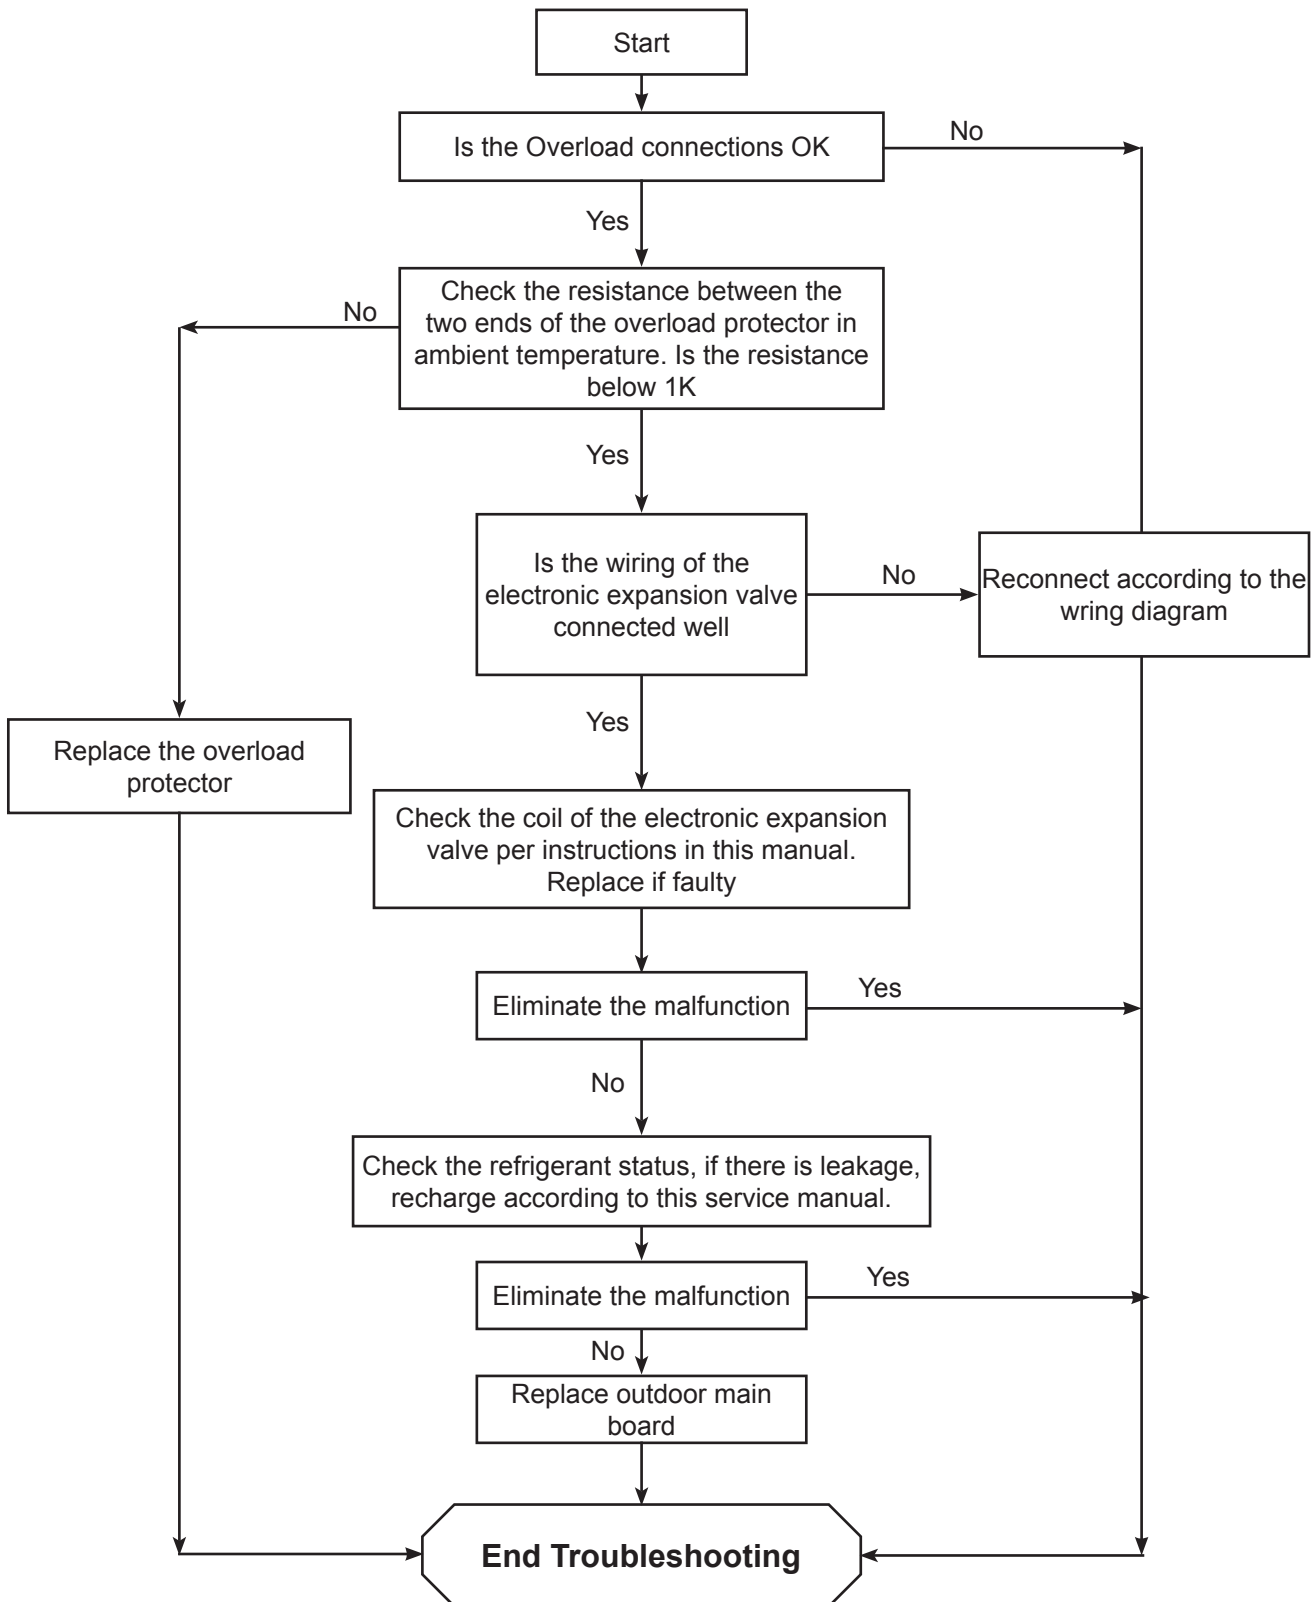 Start
Is the Overload connections OK
No
Yes
Check the resistance between the
two ends of the overload protector in
ambient temperature. Is the resistance
below 1K
No
Yes
Is the wiring of the
electronic expansion valve
connected well
No
Reconnect according to the
wring diagram
Yes
Replace the overload
protector
Check the coil of the electronic expansion
valve per instructions in this manual.
Replace if faulty
Eliminate the malfunction
Yes
No
Check the refrigerant status, if there is leakage,
recharge according to this service manual.
Eliminate the malfunction
Yes
No
Replace outdoor main
board
End Troubleshooting